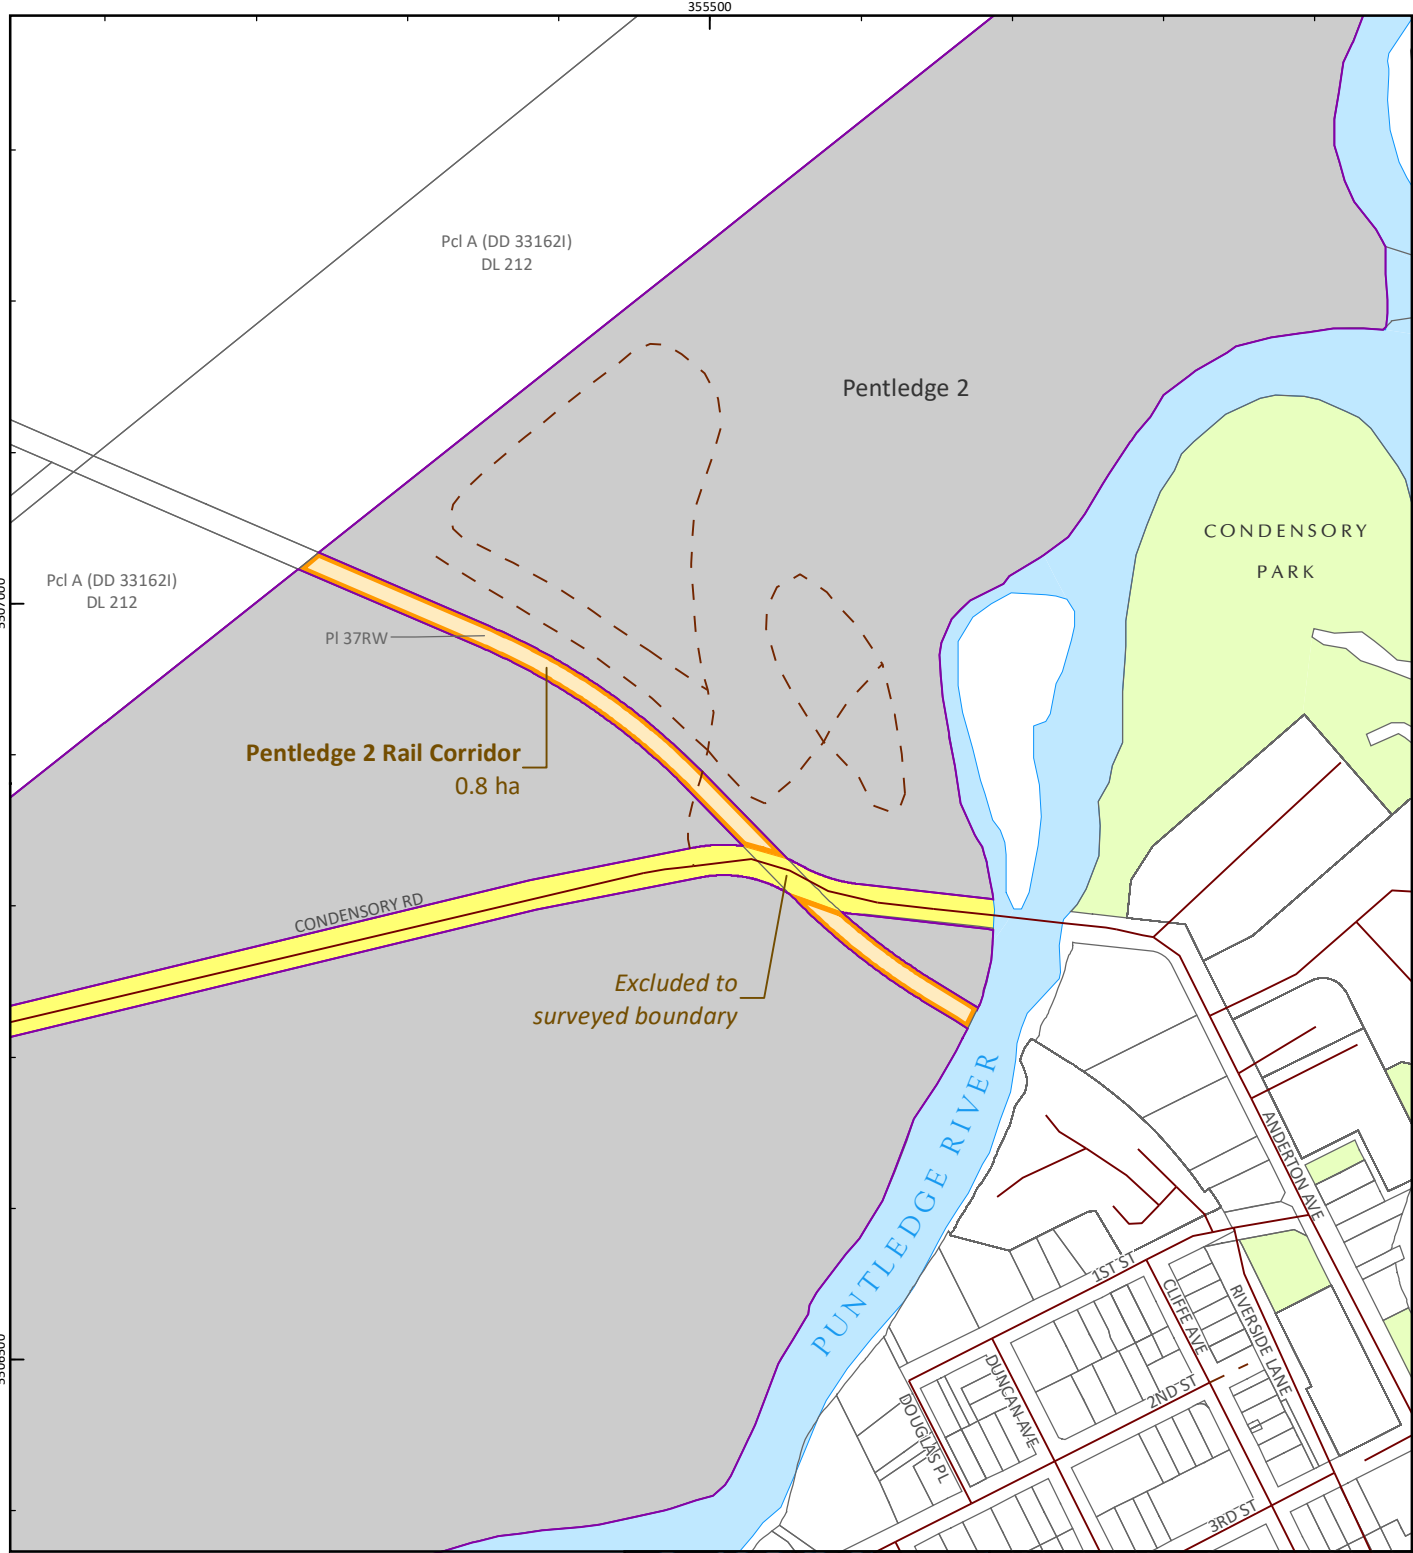 355500
Pcl A (DD 33162I)
DL 212
Pentledge 2
CONDENSORY
PARK
Pcl A (DD 33162I)
DL 212
Pl 37RW
Pentledge 2 Rail Corridor
0.8 ha
CONDENSORY RD
Excluded to
surveyed boundary
PUNTLEDGE RIVER
ANDERTON AVE
1ST ST
CLIFFE AVE
RIVERSIDE LANE
DUNCAN AVE
2ND ST
DOUGLAS PL
3RD ST